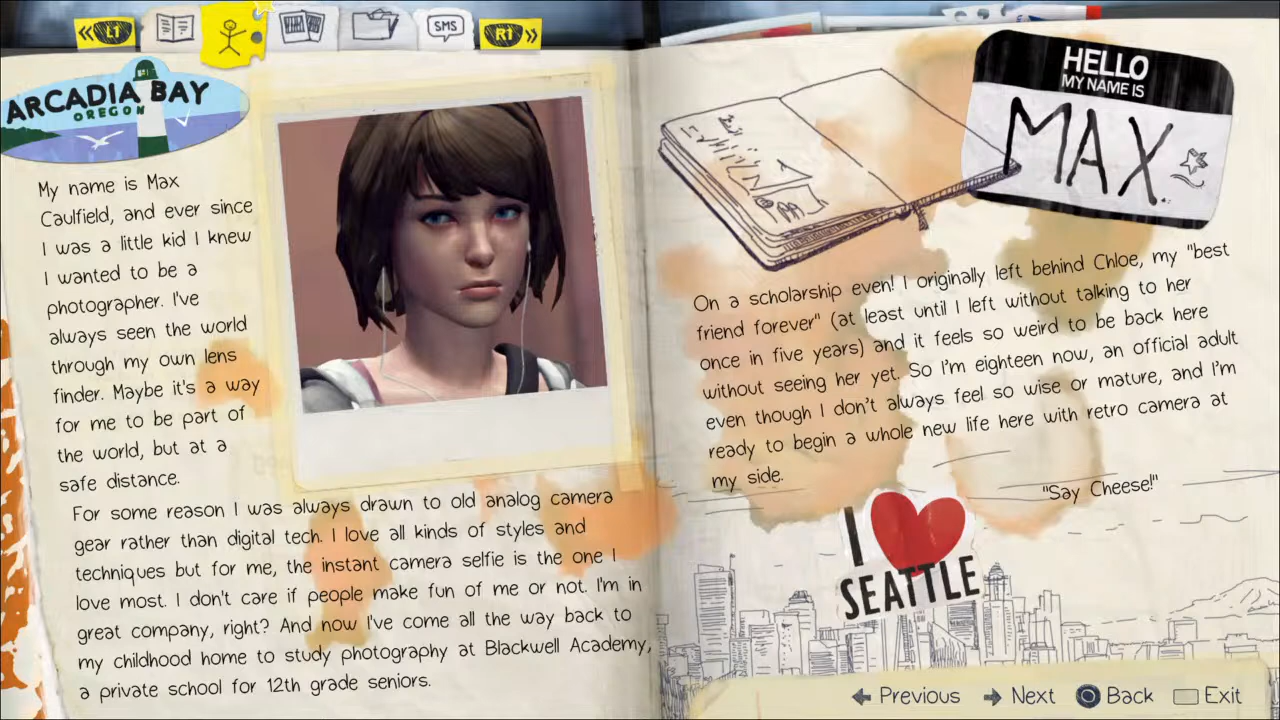 L1
SMS
R1
ARCADIA BAY
OREGON
My name is Max
Caulfield, and ever since
I was a little kid I knew
I wanted to be a
photographer. I've
always seen the world
through my own lens
finder. Maybe it's a way
for me to be part of
the world, but at a
safe distance.
For some reason I was always drawn to old analog camera
gear rather than digital tech. I love all kinds of styles and
techniques but for me, the instant camera selfie is the one I
love most. I don't care if people make fun of me or not. I'm in
great company, right? And now I've come all the way back to
my childhood home to study photography at Blackwell Academy,
a private school for 12th grade seniors.
HELLO
MY NAME IS
MAX
On a scholarship even! I originally left behind Chloe, my "best
friend forever" (at least until I left without talking to her
once in five years) and it feels so weird to be back here
without seeing her yet. So I'm eighteen now, an official adult
even though I don't always feel so wise or mature, and I'm
ready to begin a whole new life here with retro camera at
my side.
"Say Cheese!"
I
SEATTLE
Previous
Next
Back
Exit